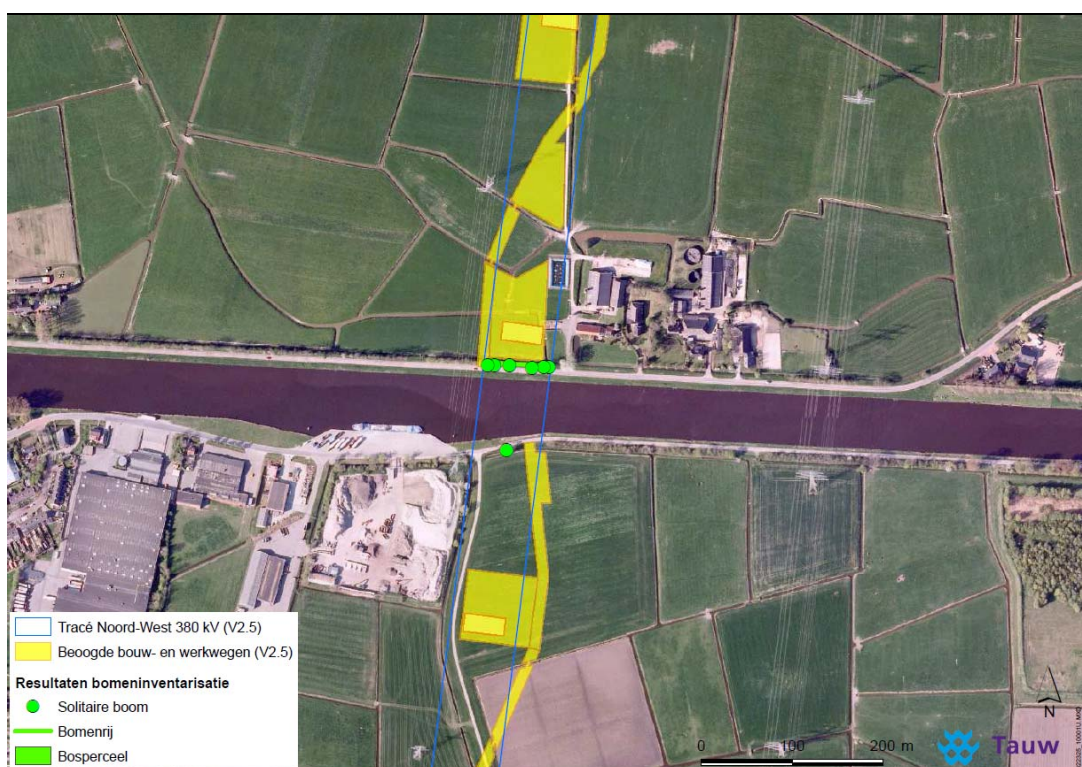 Tracé Noord-West 380 kV (V2.5)
Beoogde bouw- en werkwegen (V2.5)
Resultaten bomeninventarisatie
Solitaire boom
Bomenrij
Bosperceel
N
0 100 200 m
Tauw